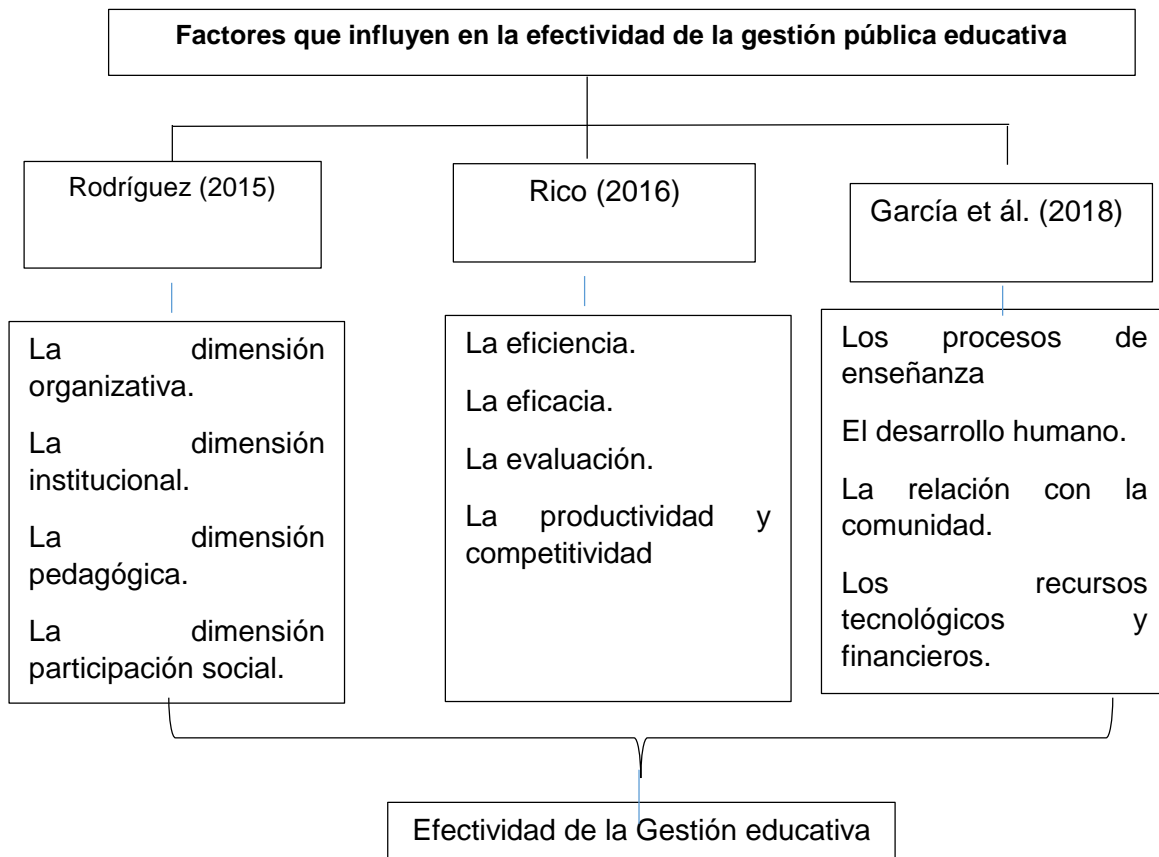 Factores que influyen en la efectividad de la gestión pública educativa
Rodríguez (2015)
Rico (2016)
García et ál. (2018)
La dimensión
organizativa.
La dimensión
institucional.
La dimensión
pedagógica.
La dimensión
participación social.
La eficiencia.
La eficacia.
La evaluación.
La productividad y
competitividad
Los procesos de
enseñanza
El desarrollo humano.
La relación con la
comunidad.
Los recursos
tecnológicos y
financieros.
Efectividad de la Gestión educativa